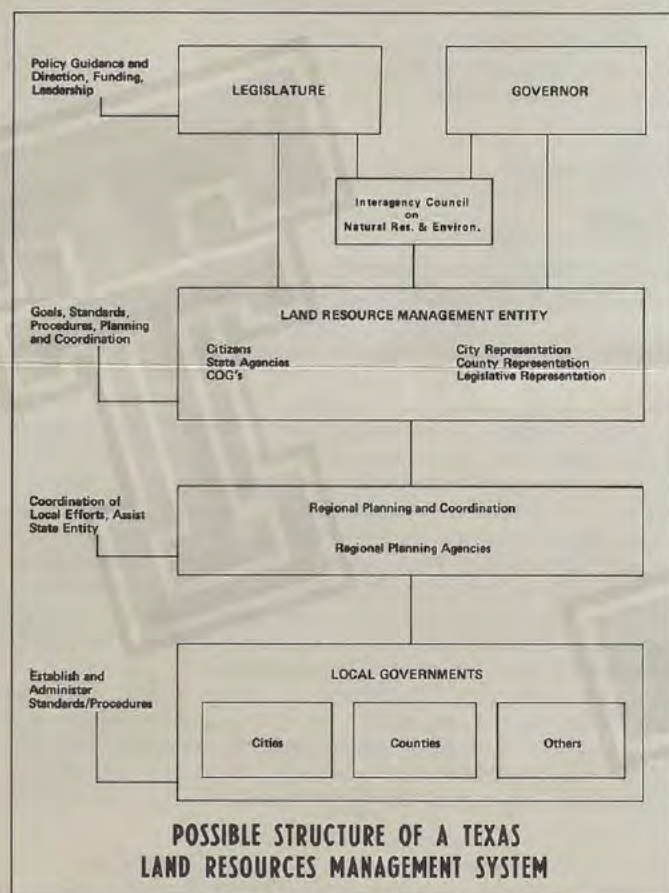 Policy Guidance and
Direction, Funding,
Leadership
LEGISLATURE
GOVERNOR
Interagency Council
on
Natural Res. & Environ.
Goals, Standards,
Procedures, Planning
and Coordination
LAND RESOURCE MANAGEMENT ENTITY
Citizens
State Agencies
COG's
City Representation
County Representation
Legislative Representation
Coordination of
Local Efforts, Assist
State Entity
Regional Planning and Coordination
Regional Planning Agencies
Establish and
Administer
Standards/Procedures
LOCAL GOVERNMENTS
Cities
Counties
Others
POSSIBLE STRUCTURE OF A TEXAS
LAND RESOURCES MANAGEMENT SYSTEM